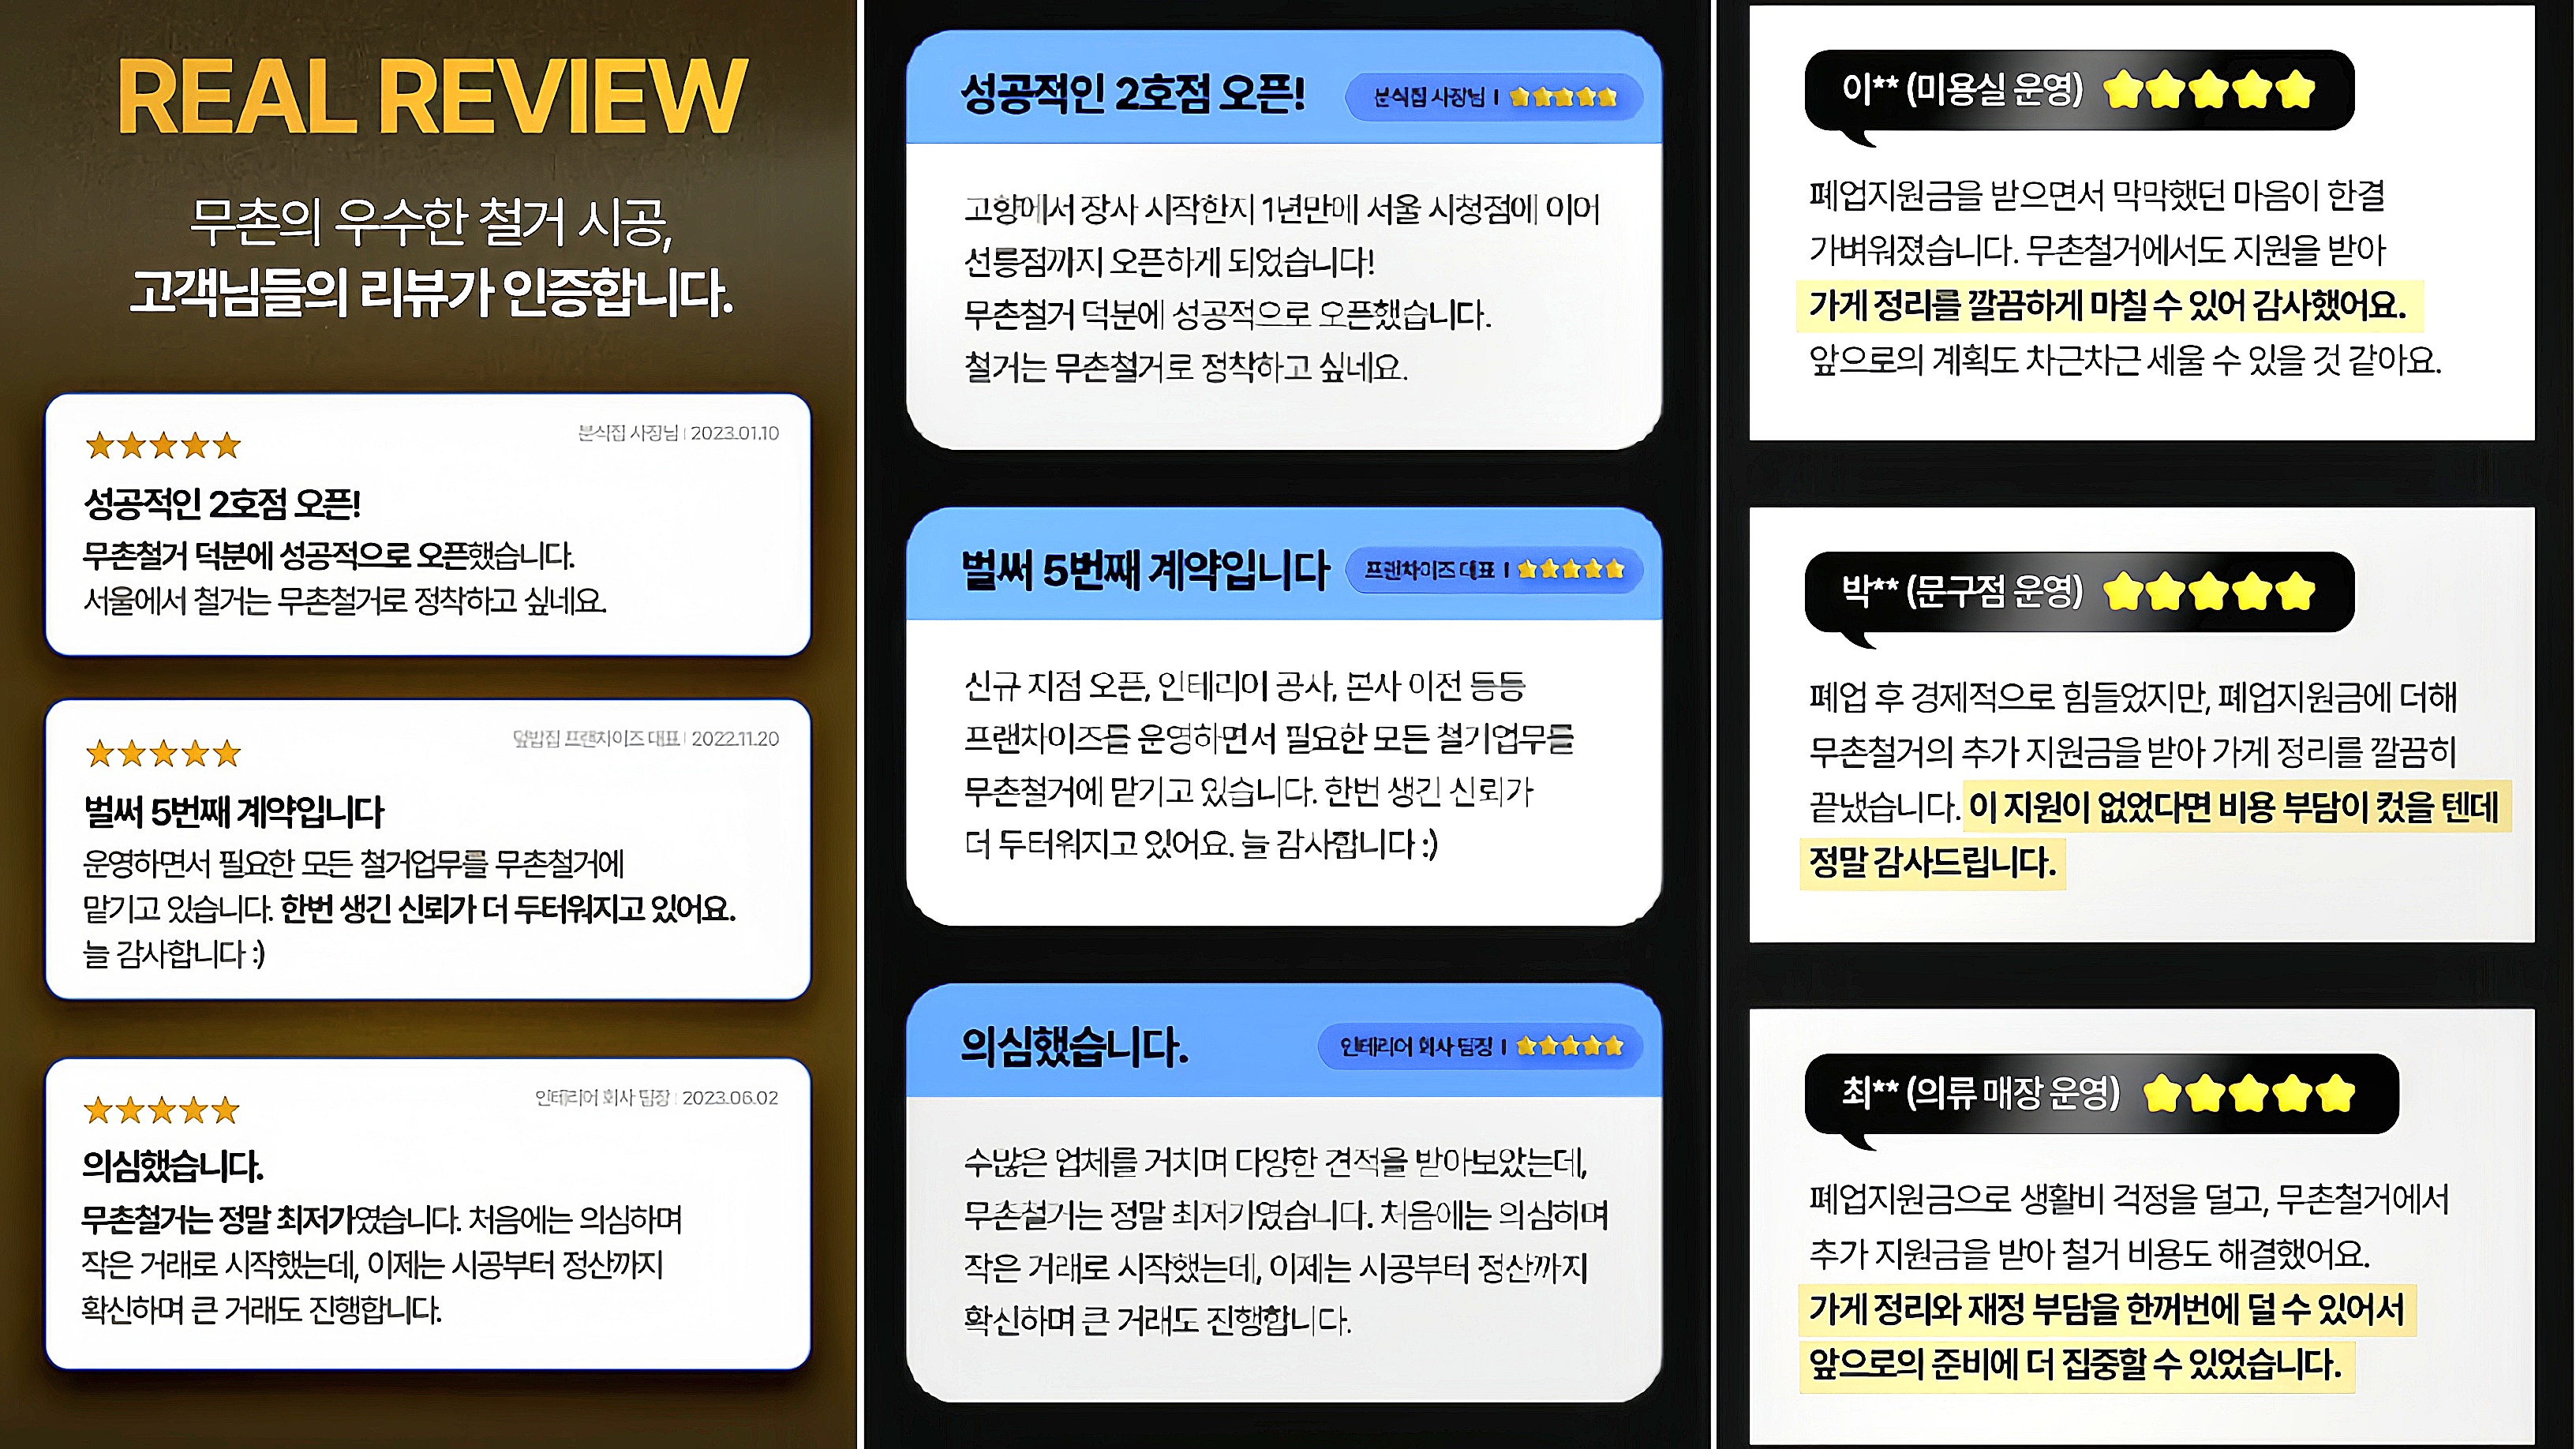 REAL REVIEW
무촌의 우수한 철거 시공,
고객님들의 리뷰가 인증합니다.
분식집 사장님 | 2023.01.10
★★★★★
성공적인 2호점 오픈!
무촌철거 덕분에 성공적으로 오픈했습니다.
서울에서 철거는 무촌철거로 정착하고 싶네요.
덮밥집 프랜차이즈 대표 | 2022.11.20
★★★★★
벌써 5번째 계약입니다
운영하면서 필요한 모든 철거업무를 무촌철거에
맡기고 있습니다. 한번 생긴 신뢰가 더 두터워지고 있어요.
늘 감사합니다 :)
인테리어 회사 팀장 | 2023.06.02
★★★★★
의심했습니다.
무촌철거는 정말 최저가였습니다. 처음에는 의심하며
작은 거래로 시작했는데, 이제는 시공부터 정산까지
확신하며 큰 거래도 진행합니다.
성공적인 2호점 오픈! 분식집 사장님 | ★★★★★
고향에서 장사 시작한지 1년만에 서울 시청점에 이어
선릉점까지 오픈하게 되었습니다!
무촌철거 덕분에 성공적으로 오픈했습니다.
철거는 무촌철거로 정착하고 싶네요.
벌써 5번째 계약입니다 프랜차이즈 대표 | ★★★★★
신규 지점 오픈, 인테리어 공사, 본사 이전 등등
프랜차이즈를 운영하면서 필요한 모든 철거업무를
무촌철거에 맡기고 있습니다. 한번 생긴 신뢰가
더 두터워지고 있어요. 늘 감사합니다 :)
의심했습니다. 인테리어 회사 팀장 | ★★★★★
수많은 업체를 거치며 다양한 견적을 받아보았는데,
무촌철거는 정말 최저가였습니다. 처음에는 의심하며
작은 거래로 시작했는데, 이제는 시공부터 정산까지
확신하며 큰 거래도 진행합니다.
이** (미용실 운영) ★★★★★
폐업지원금을 받으면서 막막했던 마음이 한결
가벼워졌습니다. 무촌철거에서도 지원을 받아
가게 정리를 깔끔하게 마칠 수 있어 감사했어요.
앞으로의 계획도 차근차근 세울 수 있을 것 같아요.
박** (문구점 운영) ★★★★★
폐업 후 경제적으로 힘들었지만, 폐업지원금에 더해
무촌철거의 추가 지원금을 받아 가게 정리를 깔끔히
끝냈습니다. 이 지원이 없었다면 비용 부담이 컸을 텐데
정말 감사드립니다.
최** (의류 매장 운영) ★★★★★
폐업지원금으로 생활비 걱정을 덜고, 무촌철거에서
추가 지원금을 받아 철거 비용도 해결했어요.
가게 정리와 재정 부담을 한꺼번에 덜 수 있어서
앞으로의 준비에 더 집중할 수 있었습니다.